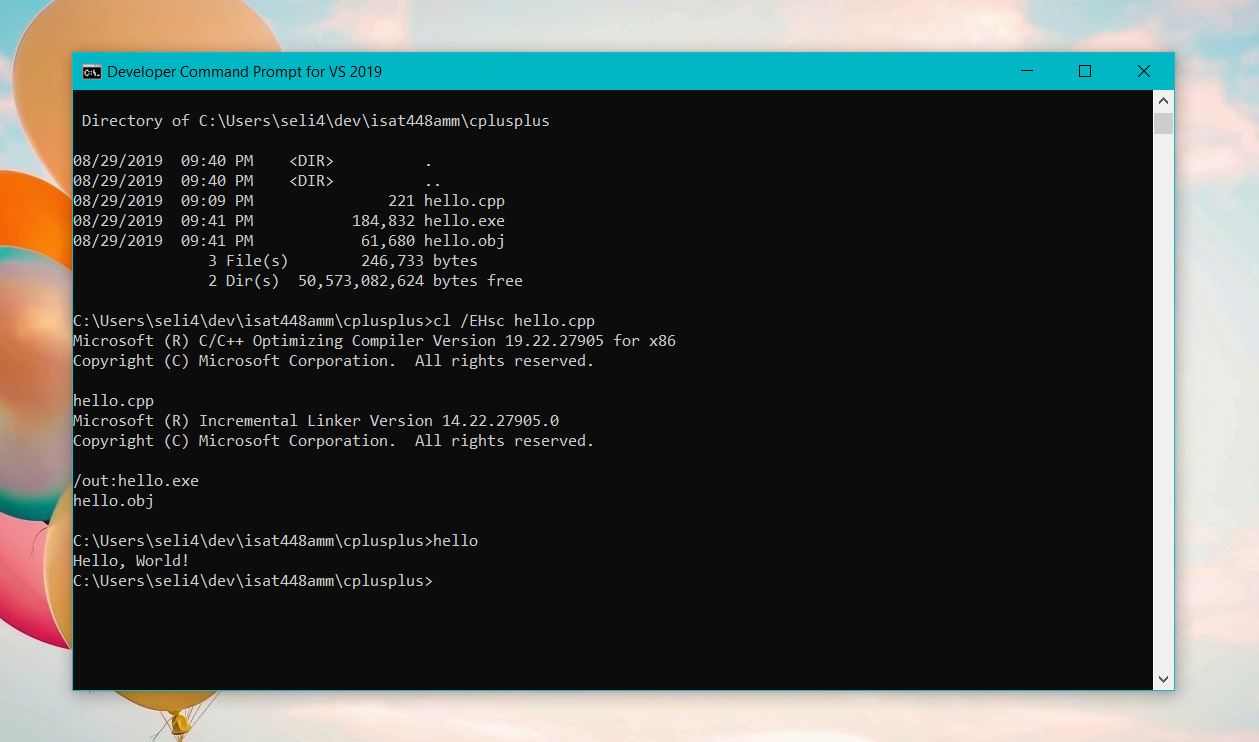 Developer Command Prompt for VS 2019
Directory of C:\Users\seli4\dev\isat448amm\cplusplus
08/29/2019  09:40 PM    <DIR>          .
08/29/2019  09:40 PM    <DIR>          ..
08/29/2019  09:09 PM               221 hello.cpp
08/29/2019  09:41 PM           184,832 hello.exe
08/29/2019  09:41 PM            61,680 hello.obj
               3 File(s)        246,733 bytes
               2 Dir(s)  50,573,082,624 bytes free
C:\Users\seli4\dev\isat448amm\cplusplus>cl /EHsc hello.cpp
Microsoft (R) C/C++ Optimizing Compiler Version 19.22.27905 for x86
Copyright (C) Microsoft Corporation.  All rights reserved.
hello.cpp
Microsoft (R) Incremental Linker Version 14.22.27905.0
Copyright (C) Microsoft Corporation.  All rights reserved.
/out:hello.exe
hello.obj
C:\Users\seli4\dev\isat448amm\cplusplus>hello
Hello, World!
C:\Users\seli4\dev\isat448amm\cplusplus>